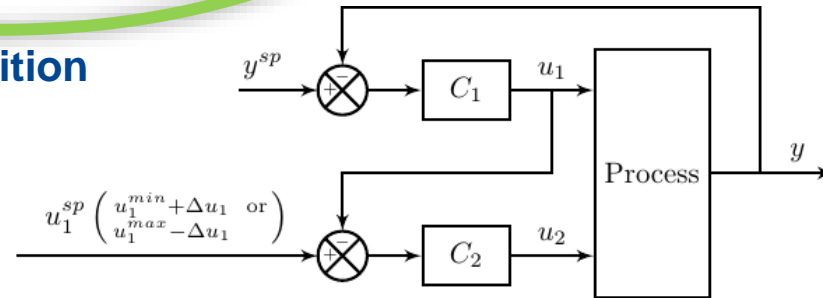 ition
y^{sp}
−
+
C_1
u_1
Process
y
u_1^{sp} ( u_1^{min}+Δu_1 or
u_1^{max}−Δu_1 )
−
+
C_2
u_2